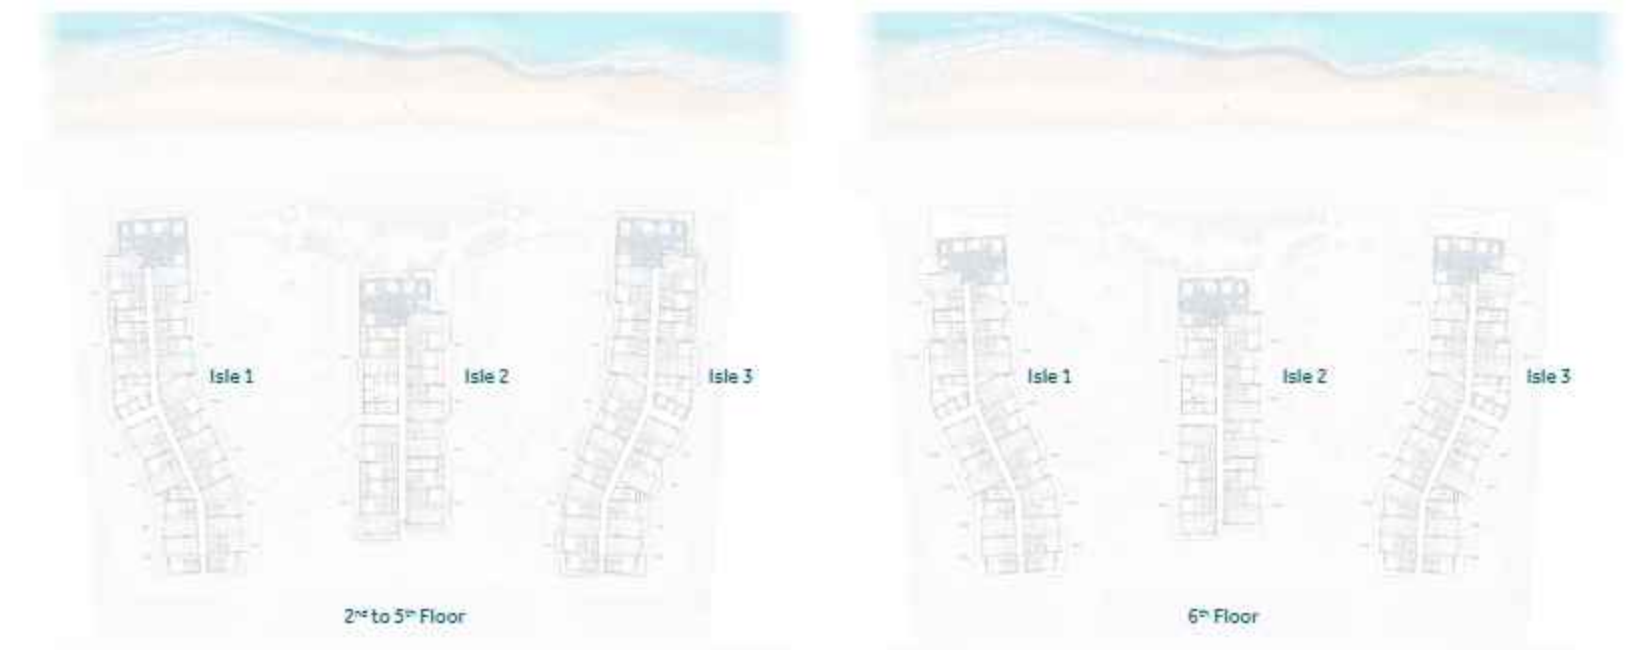 Isle 1
Isle 2
Isle 3
2nd to 5th Floor
Isle 1
Isle 2
Isle 3
6th Floor